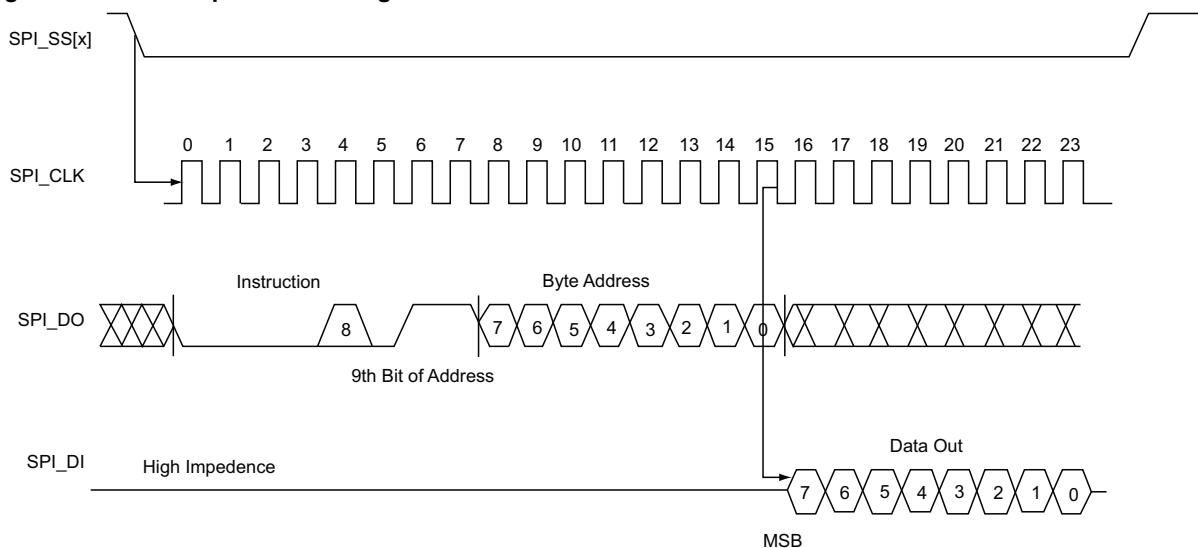 SPI_SS[x]
0 1 2 3 4 5 6 7 8 9 10 11 12 13 14 15 16 17 18 19 20 21 22 23
SPI_CLK
Instruction Byte Address
SPI_DO 8 7 6 5 4 3 2 1 0
9th Bit of Address
Data Out
SPI_DI High Impedence
7 6 5 4 3 2 1 0
MSB